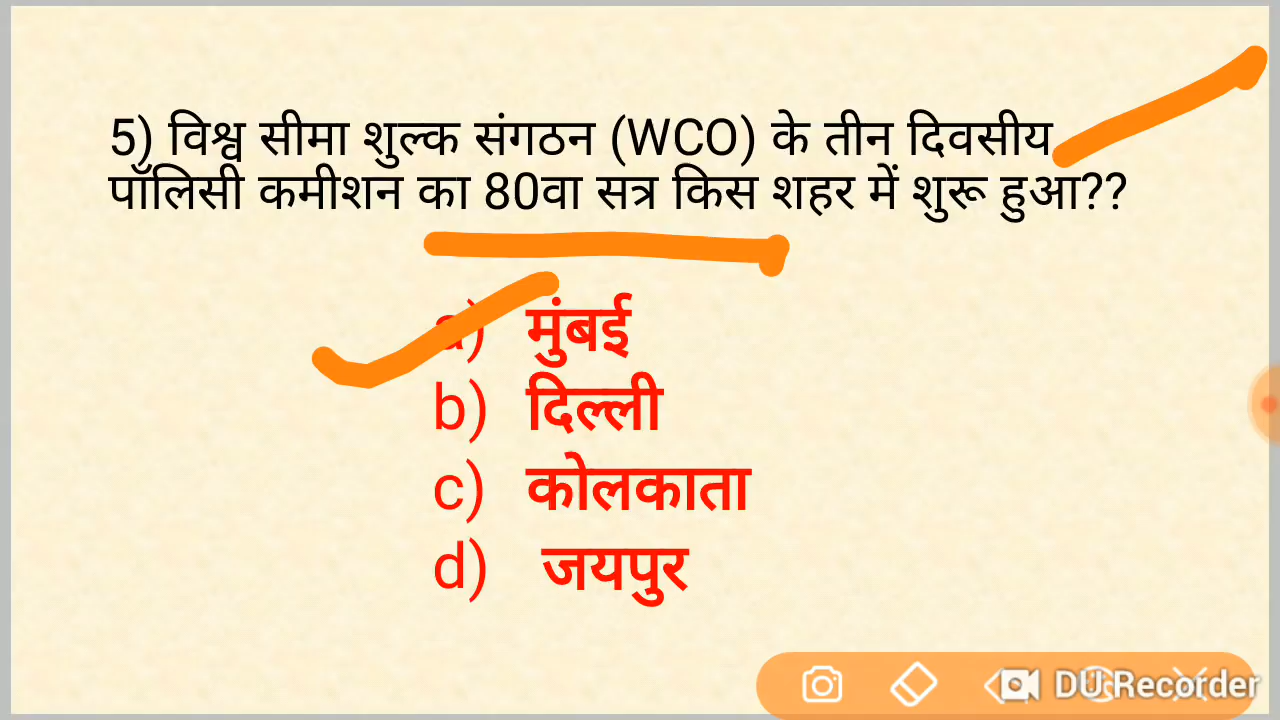 5) विश्व सीमा शुल्क संगठन (WCO) के तीन दिवसीय
पॉलिसी कमीशन का 80वा सत्र किस शहर में शुरू हुआ??
a) मुंबई
b) दिल्ली
c) कोलकाता
d) जयपुर
DU Recorder